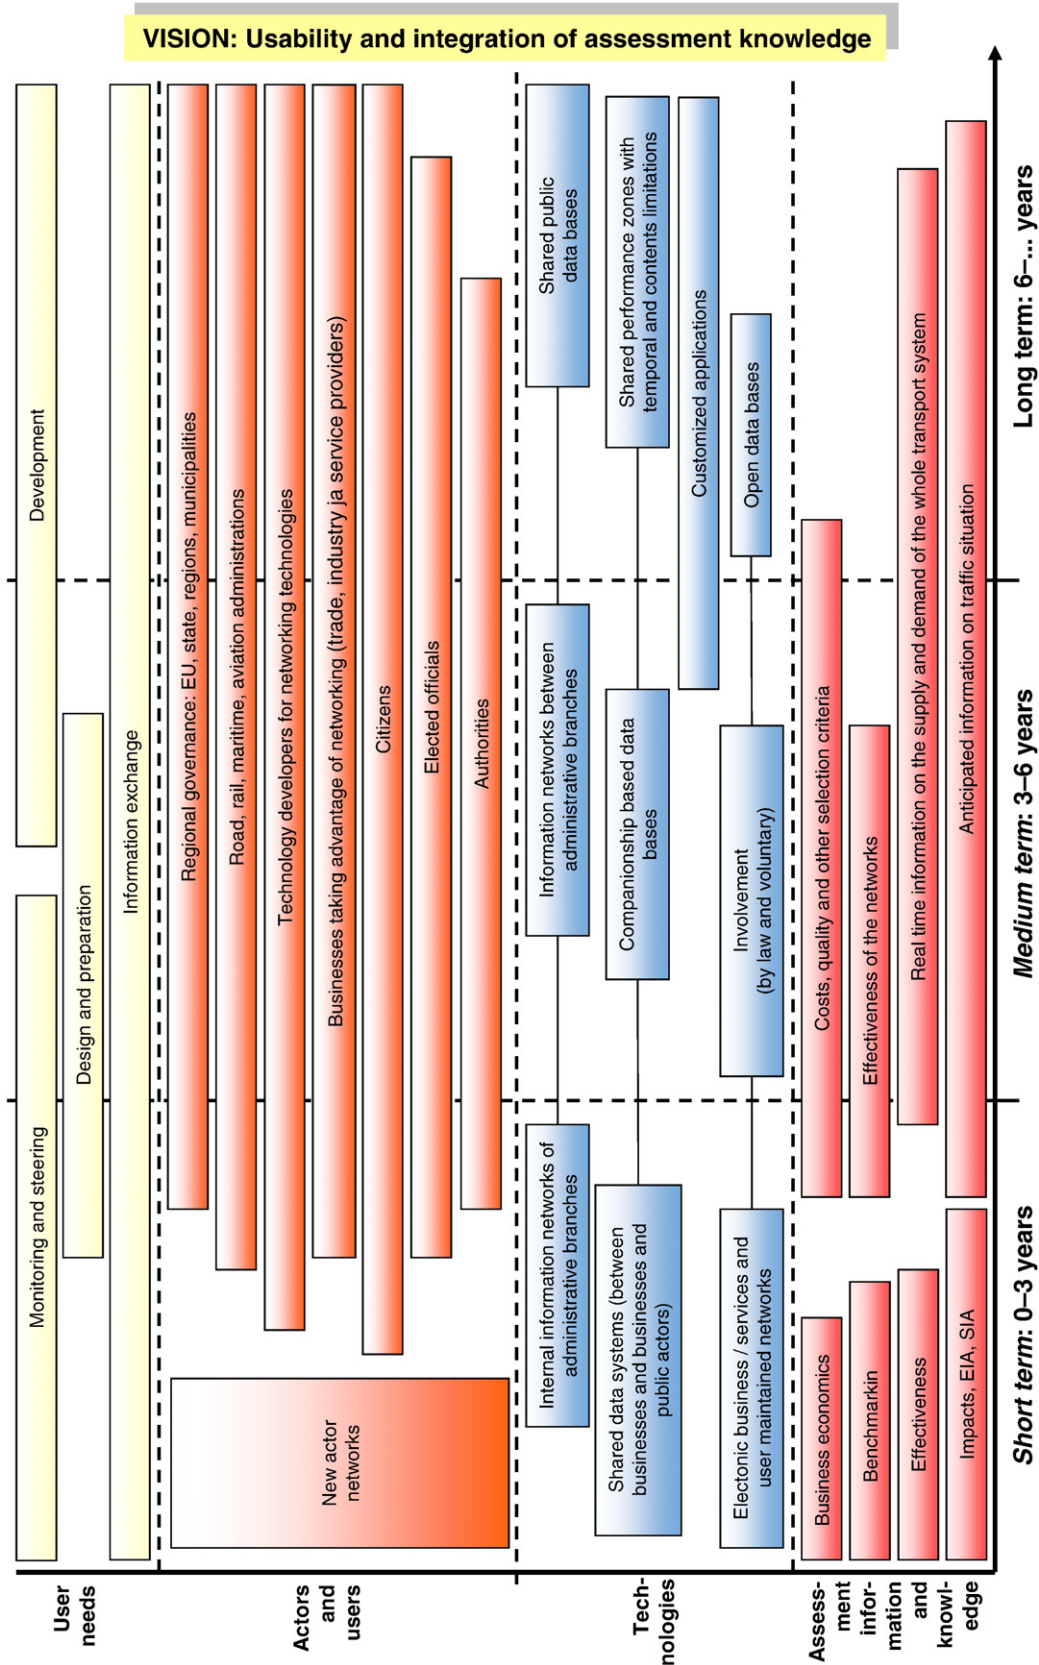 VISION: Usability and integration of assessment knowledge
User
needs
Monitoring and steering
Development
Design and preparation
Information exchange
Actors
and
users
New actor
networks
Regional governance: EU, state, regions, municipalities
Road, rail, maritime, aviation administrations
Technology developers for networking technologies
Businesses taking advantage of networking (trade, industry ja service providers)
Citizens
Elected officials
Authorities
Tech-
nologies
Internal information networks of
administrative branches
Information networks between
administrative branches
Shared public
data bases
Shared data systems (between
businesses and businesses and
public actors)
Companionship based data
bases
Shared performance zones with
temporal and contents limitations
Customized applications
Electonic business / services and
user maintained networks
Involvement
(by law and voluntary)
Open data bases
Assess-
ment
infor-
mation
and
knowl-
edge
Business economics
Costs, quality and other selection criteria
Benchmarkin
Effectiveness of the networks
Effectiveness
Real time information on the supply and demand of the whole transport system
Impacts, EIA, SIA
Anticipated information on traffic situation
Short term: 0–3 years
Medium term: 3–6 years
Long term: 6–... years